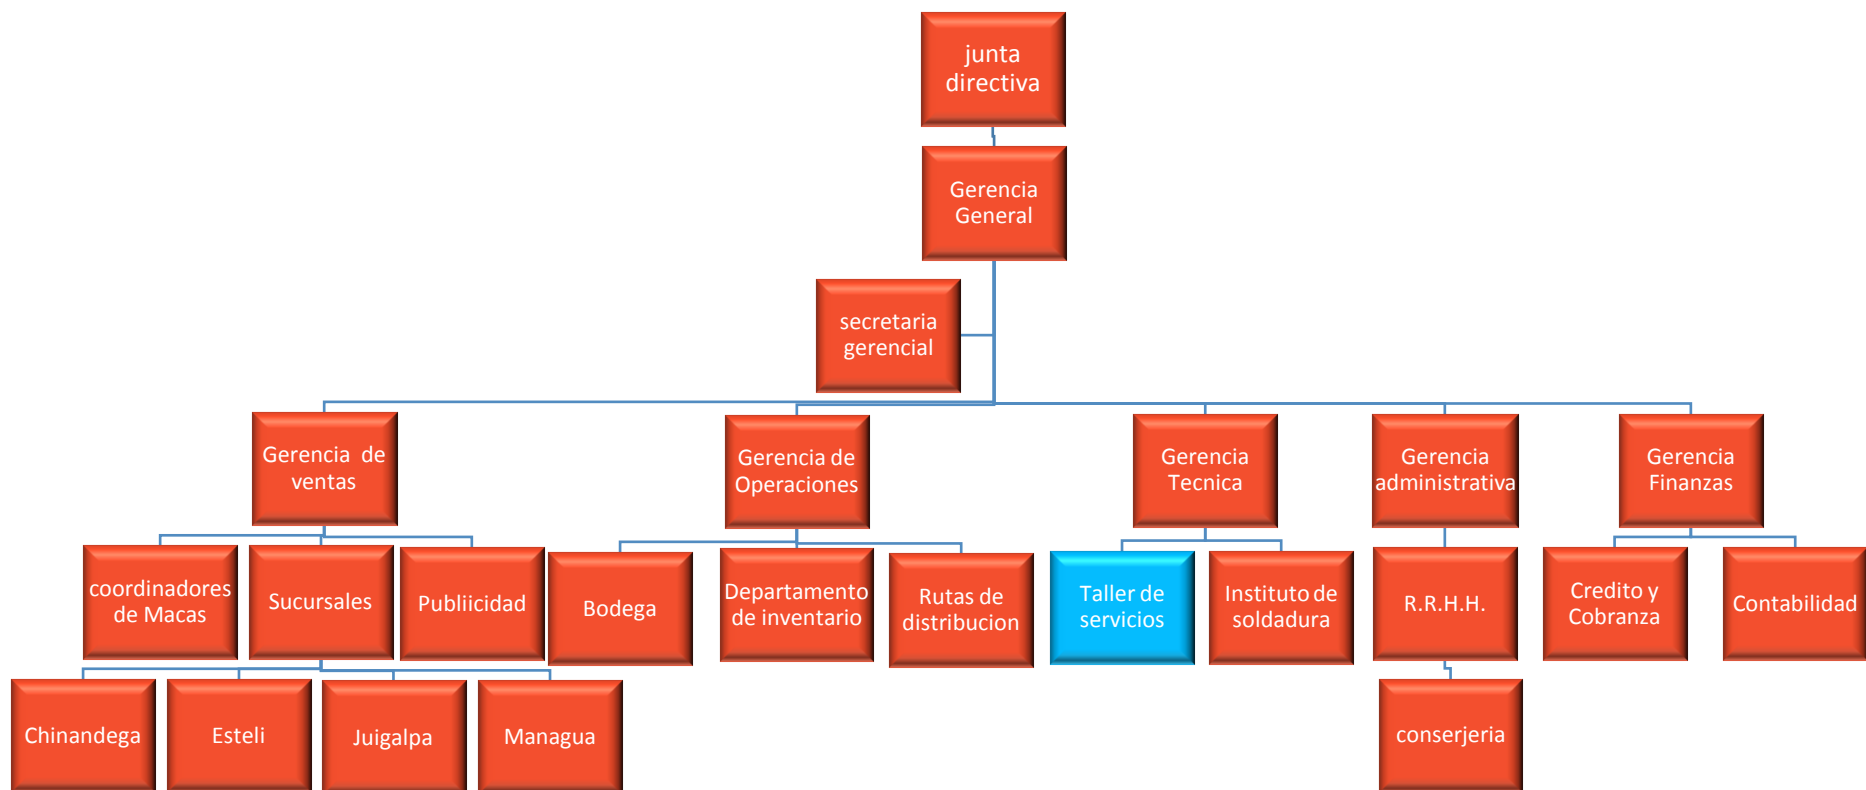 junta
directiva
Gerencia
General
secretaria
gerencial
Gerencia de
ventas
Gerencia de
Operaciones
Gerencia
Tecnica
Gerencia
administrativa
Gerencia
Finanzas
coordinadores
de Macas
Sucursales
Publiicidad
Bodega
Departamento
de inventario
Rutas de
distribucion
Taller de
servicios
Instituto de
soldadura
R.R.H.H.
Credito y
Cobranza
Contabilidad
Chinandega
Esteli
Juigalpa
Managua
conserjeria